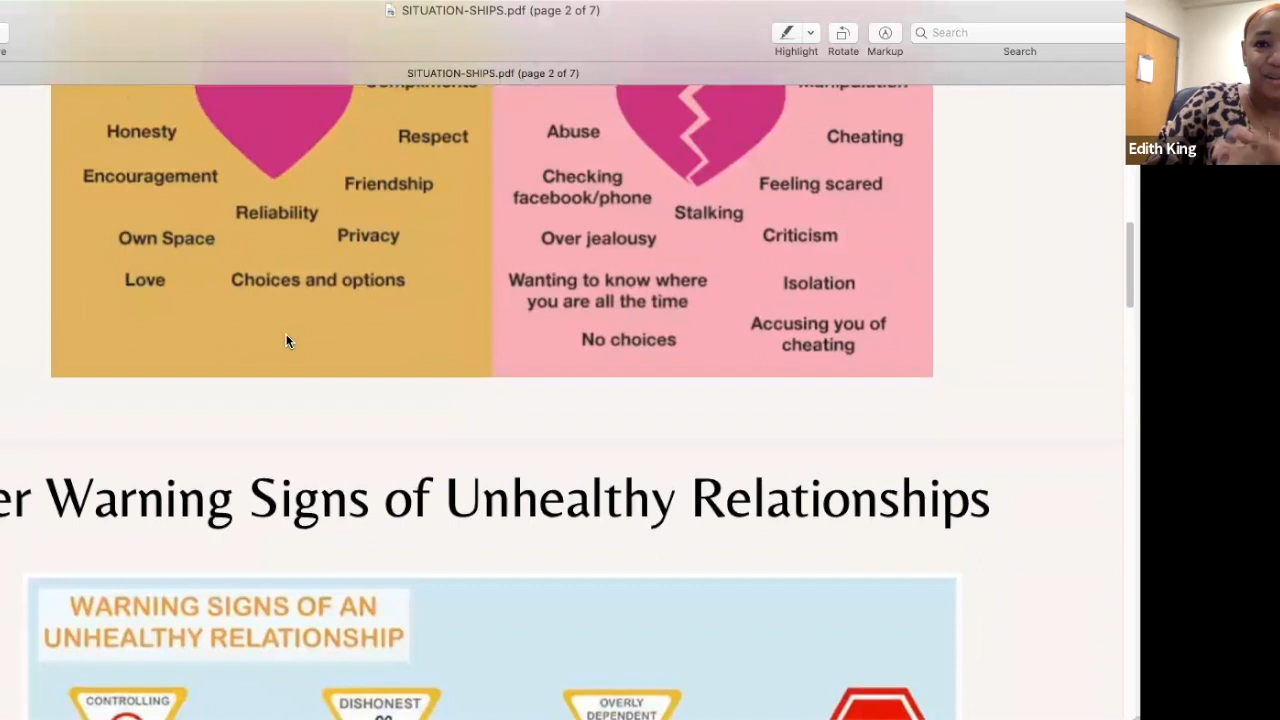 SITUATION-SHIPS.pdf (page 2 of 7)
Highlight
Rotate
Markup
Search
Search
SITUATION-SHIPS.pdf (page 2 of 7)
Edith King
Compliments
Honesty
Respect
Encouragement
Friendship
Reliability
Own Space
Privacy
Love
Choices and options
Manipulation
Abuse
Cheating
Checking
facebook/phone
Feeling scared
Stalking
Over jealousy
Criticism
Wanting to know where
you are all the time
Isolation
No choices
Accusing you of
cheating
er Warning Signs of Unhealthy Relationships
WARNING SIGNS OF AN
UNHEALTHY RELATIONSHIP
CONTROLLING
DISHONEST
OVERLY
DEPENDENT